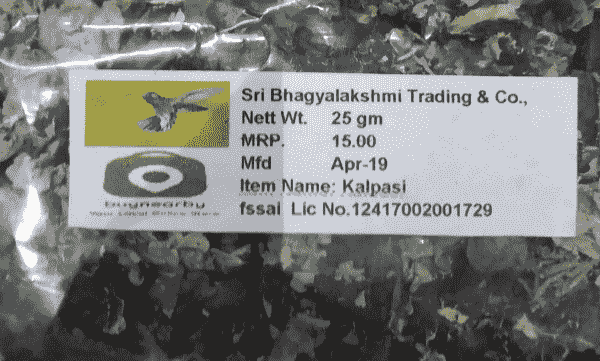 Sri Bhagyalakshmi Trading & Co.,
Nett Wt. 25 gm
MRP. 15.00
Mfd Apr-19
Item Name: Kalpasi
fssai Lic No.12417002001729
buynearby
Your Local Store Here